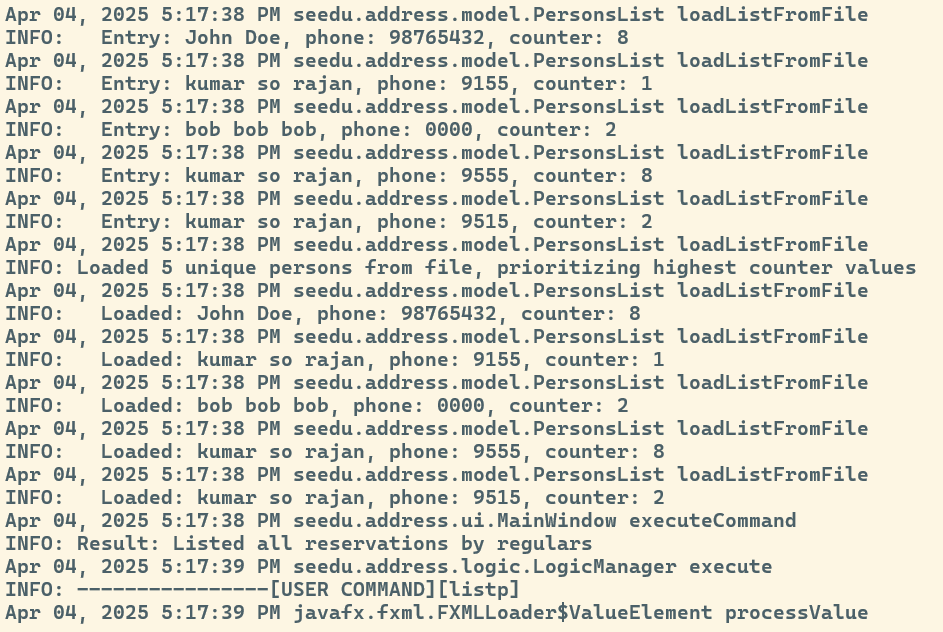 Apr 04, 2025 5:17:38 PM seedu.address.model.PersonsList loadListFromFile
INFO:   Entry: John Doe, phone: 98765432, counter: 8
Apr 04, 2025 5:17:38 PM seedu.address.model.PersonsList loadListFromFile
INFO:   Entry: kumar so rajan, phone: 9155, counter: 1
Apr 04, 2025 5:17:38 PM seedu.address.model.PersonsList loadListFromFile
INFO:   Entry: bob bob bob, phone: 0000, counter: 2
Apr 04, 2025 5:17:38 PM seedu.address.model.PersonsList loadListFromFile
INFO:   Entry: kumar so rajan, phone: 9555, counter: 8
Apr 04, 2025 5:17:38 PM seedu.address.model.PersonsList loadListFromFile
INFO:   Entry: kumar so rajan, phone: 9515, counter: 2
Apr 04, 2025 5:17:38 PM seedu.address.model.PersonsList loadListFromFile
INFO: Loaded 5 unique persons from file, prioritizing highest counter values
Apr 04, 2025 5:17:38 PM seedu.address.model.PersonsList loadListFromFile
INFO:   Loaded: John Doe, phone: 98765432, counter: 8
Apr 04, 2025 5:17:38 PM seedu.address.model.PersonsList loadListFromFile
INFO:   Loaded: kumar so rajan, phone: 9155, counter: 1
Apr 04, 2025 5:17:38 PM seedu.address.model.PersonsList loadListFromFile
INFO:   Loaded: bob bob bob, phone: 0000, counter: 2
Apr 04, 2025 5:17:38 PM seedu.address.model.PersonsList loadListFromFile
INFO:   Loaded: kumar so rajan, phone: 9555, counter: 8
Apr 04, 2025 5:17:38 PM seedu.address.model.PersonsList loadListFromFile
INFO:   Loaded: kumar so rajan, phone: 9515, counter: 2
Apr 04, 2025 5:17:38 PM seedu.address.ui.MainWindow executeCommand
INFO: Result: Listed all reservations by regulars
Apr 04, 2025 5:17:39 PM seedu.address.logic.LogicManager execute
INFO: ----------------[USER COMMAND][listp]
Apr 04, 2025 5:17:39 PM javafx.fxml.FXMLLoader$ValueElement processValue